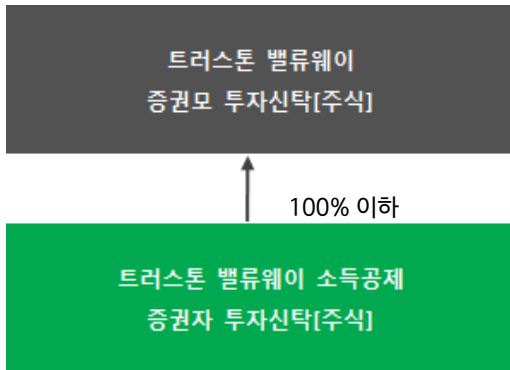 트러스톤 밸류웨이
증권모 투자신탁[주식]
100% 이하
트러스톤 밸류웨이 소득공제
증권자 투자신탁[주식]